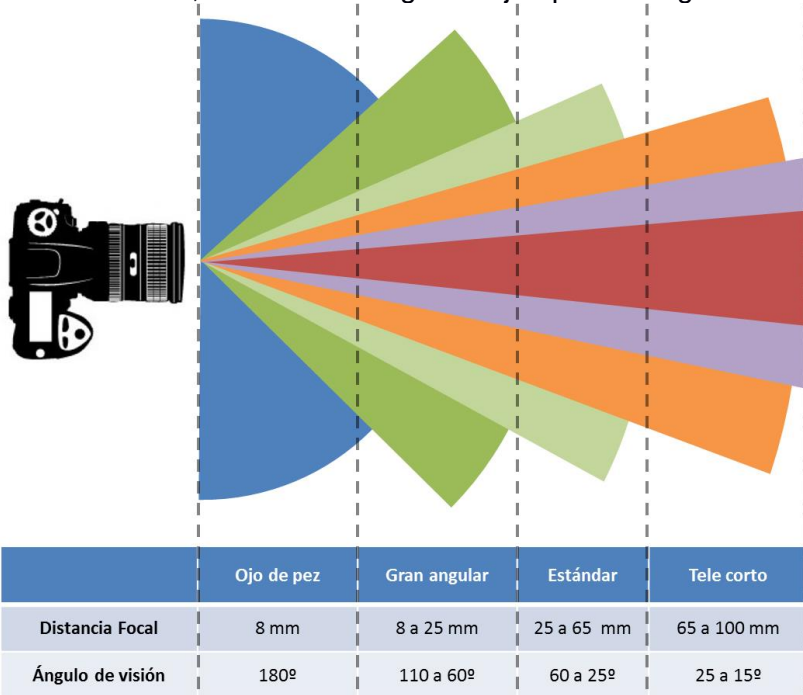 Ojo de pez Gran angular Estándar Tele corto
Distancia Focal 8 mm 8 a 25 mm 25 a 65 mm 65 a 100 mm
Ángulo de visión 180º 110 a 60º 60 a 25º 25 a 15º